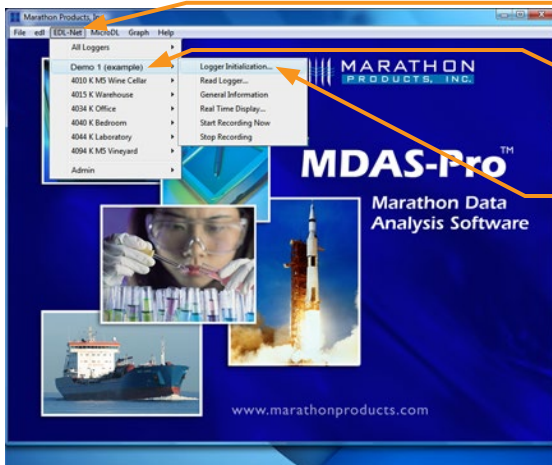 Marathon Products, Inc.
File edl EDL-Net MicroDL Graph Help
All Loggers
Demo 1 (example)
4010 K M5 Wine Cellar
4015 K Warehouse
4034 K Office
4040 K Bedroom
4044 K Laboratory
4094 K M5 Vineyard
Admin
Logger Initialization...
Read Logger...
General Information
Real Time Display...
Start Recording Now
Stop Recording
MARATHON
PRODUCTS, INC.
MDAS-Pro™
Marathon Data
Analysis Software
www.marathonproducts.com